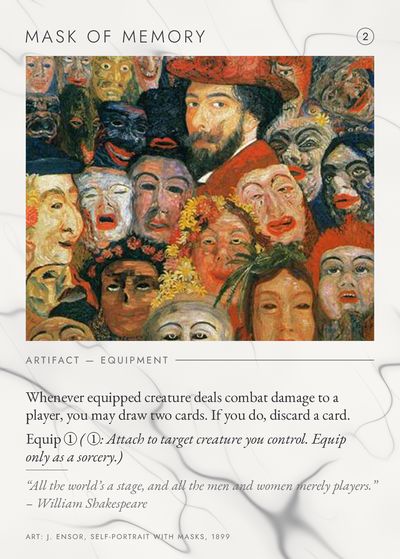 MASK OF MEMORY 2
ARTIFACT — EQUIPMENT
Whenever equipped creature deals combat damage to a
player, you may draw two cards. If you do, discard a card.
Equip ① (①: Attach to target creature you control. Equip
only as a sorcery.)
“All the world’s a stage, and all the men and women merely players.”
– William Shakespeare
ART: J. ENSOR, SELF-PORTRAIT WITH MASKS, 1899